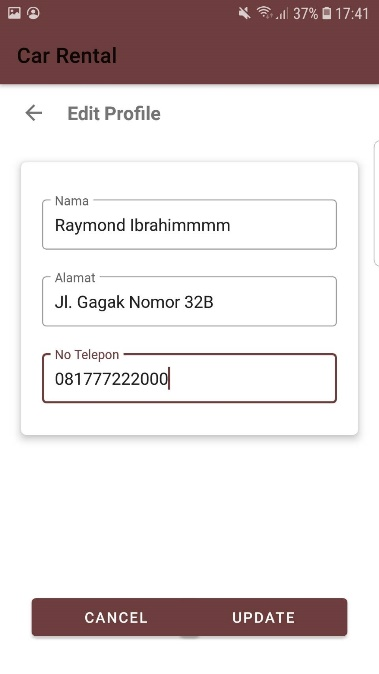 37% 17:41
Car Rental
Edit Profile
Nama
Raymond Ibrahimmmm
Alamat
Jl. Gagak Nomor 32B
No Telepon
081777222000
CANCEL UPDATE